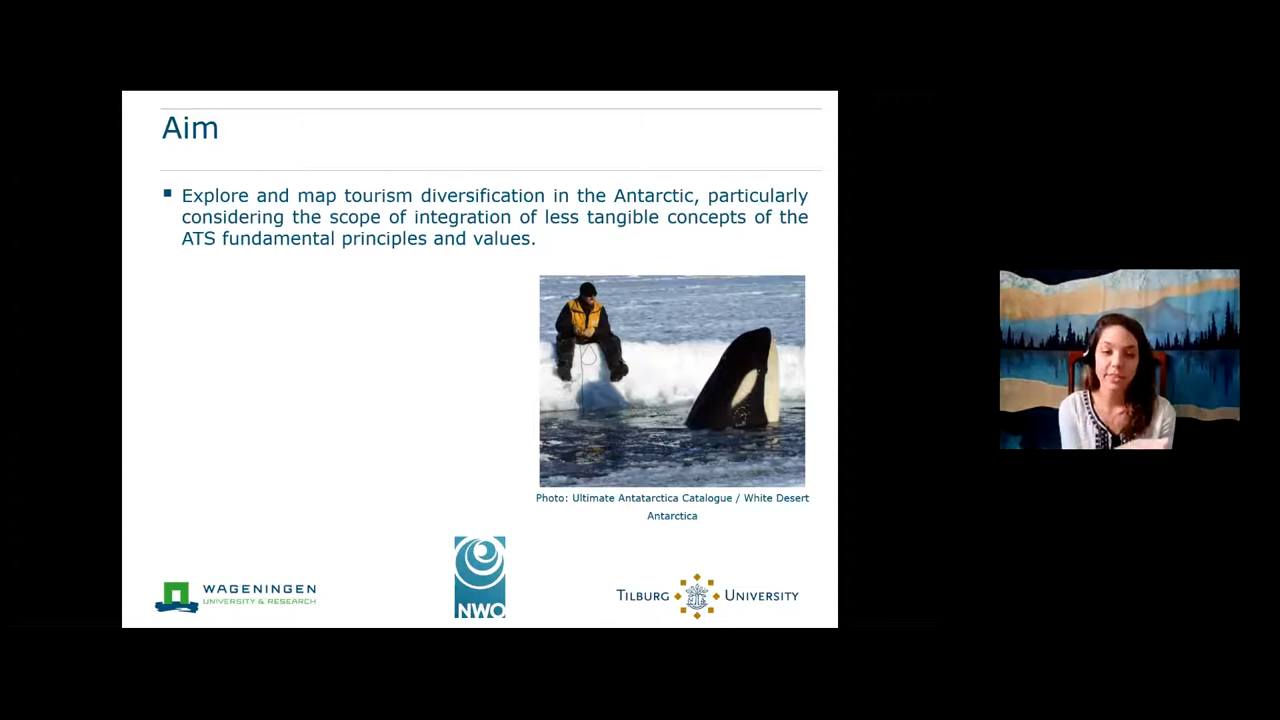 Aim
Explore and map tourism diversification in the Antarctic, particularly
considering the scope of integration of less tangible concepts of the
ATS fundamental principles and values.
Photo: Ultimate Antatarctica Catalogue / White Desert
Antarctica
WAGENINGEN
UNIVERSITY & RESEARCH
NWO
TILBURG UNIVERSITY